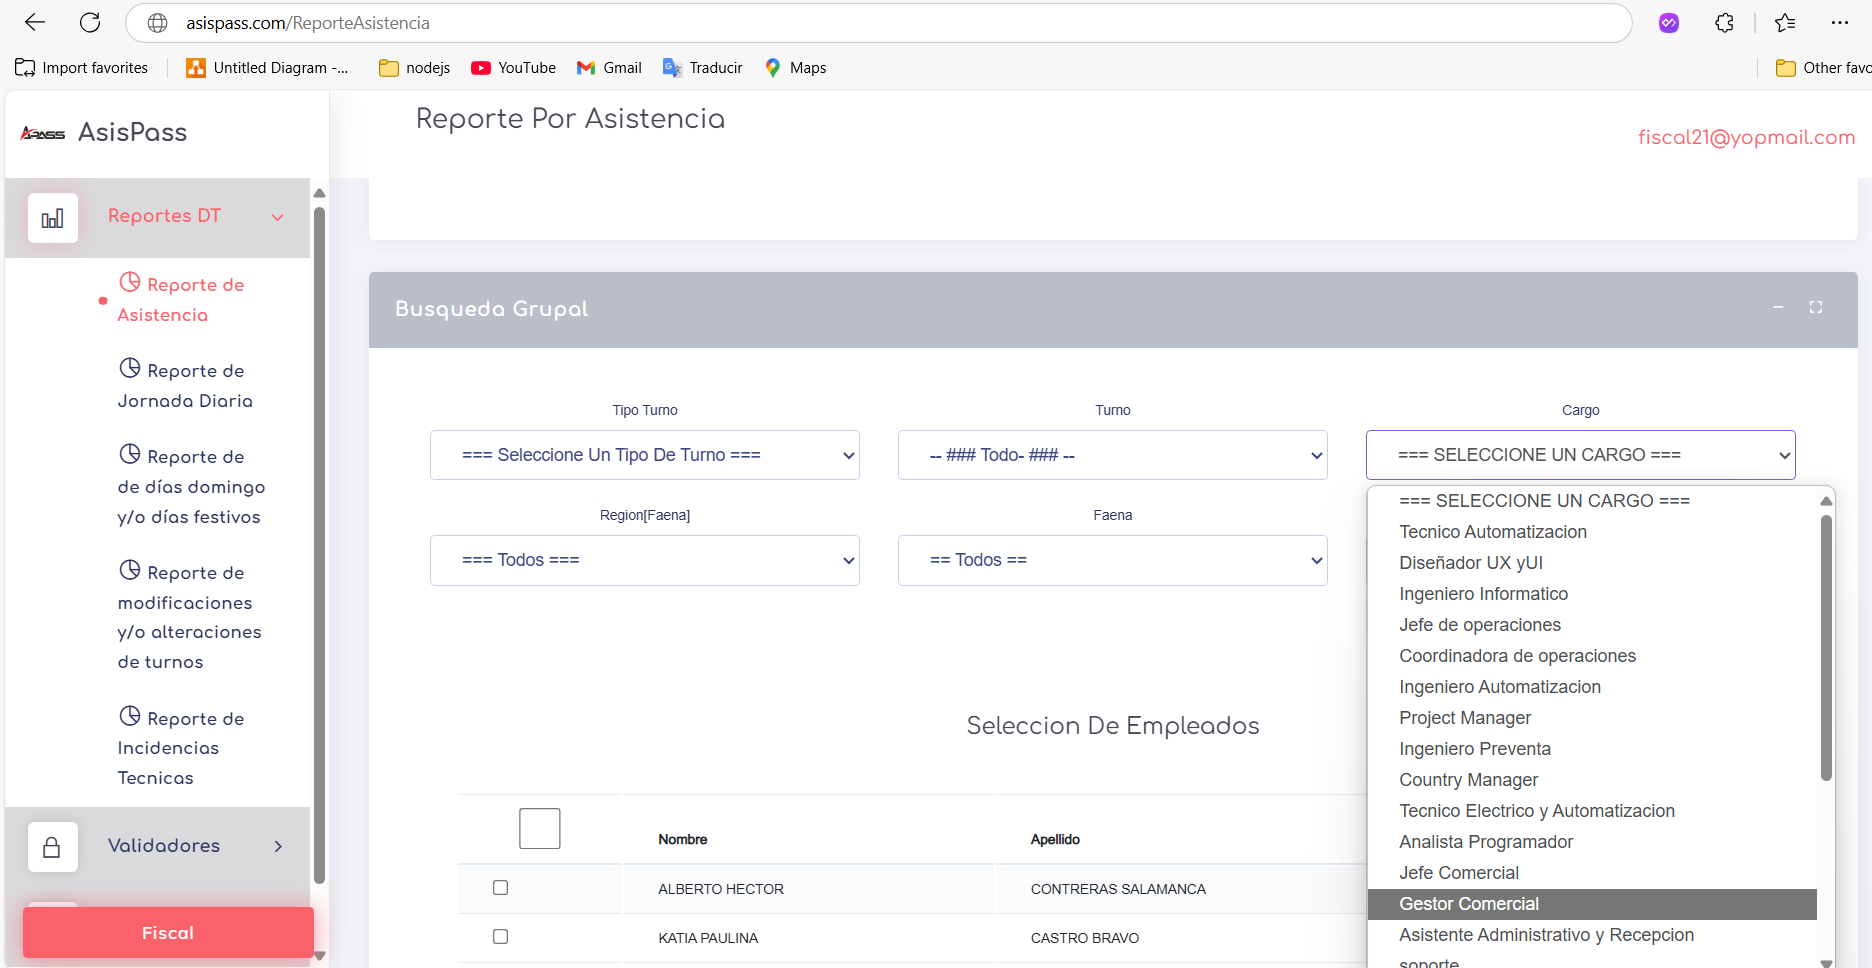 asispass.com/ReporteAsistencia
Import favorites
Untitled Diagram -...
nodejs
YouTube
Gmail
Traducir
Maps
Other favo
APASS
AsisPass
Reporte Por Asistencia
fiscal21@yopmail.com
Reportes DT
Reporte de
Asistencia
Reporte de
Jornada Diaria
Reporte de
de días domingo
y/o días festivos
Reporte de
modificaciones
y/o alteraciones
de turnos
Reporte de
Incidencias
Tecnicas
Validadores
Fiscal
Busqueda Grupal
Tipo Turno
Turno
Cargo
=== Seleccione Un Tipo De Turno ===
-- ### Todo- ### --
=== SELECCIONE UN CARGO ===
Region[Faena]
Faena
=== Todos ===
== Todos ==
=== SELECCIONE UN CARGO ===
Tecnico Automatizacion
Diseñador UX yUI
Ingeniero Informatico
Jefe de operaciones
Coordinadora de operaciones
Ingeniero Automatizacion
Project Manager
Ingeniero Preventa
Country Manager
Tecnico Electrico y Automatizacion
Analista Programador
Jefe Comercial
Gestor Comercial
Asistente Administrativo y Recepcion
soporte
Seleccion De Empleados
Nombre
Apellido
ALBERTO HECTOR
CONTRERAS SALAMANCA
KATIA PAULINA
CASTRO BRAVO